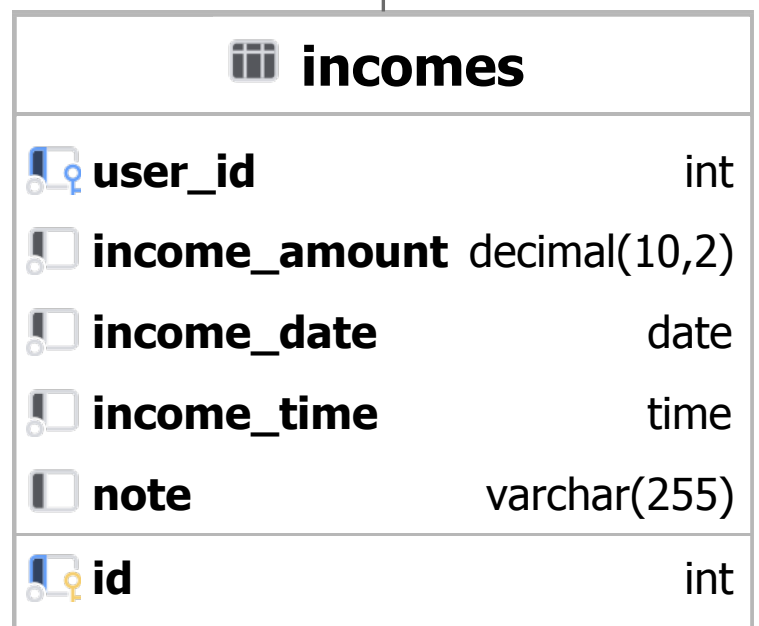 incomes
user_id int
income_amount decimal(10,2)
income_date date
income_time time
note varchar(255)
id int